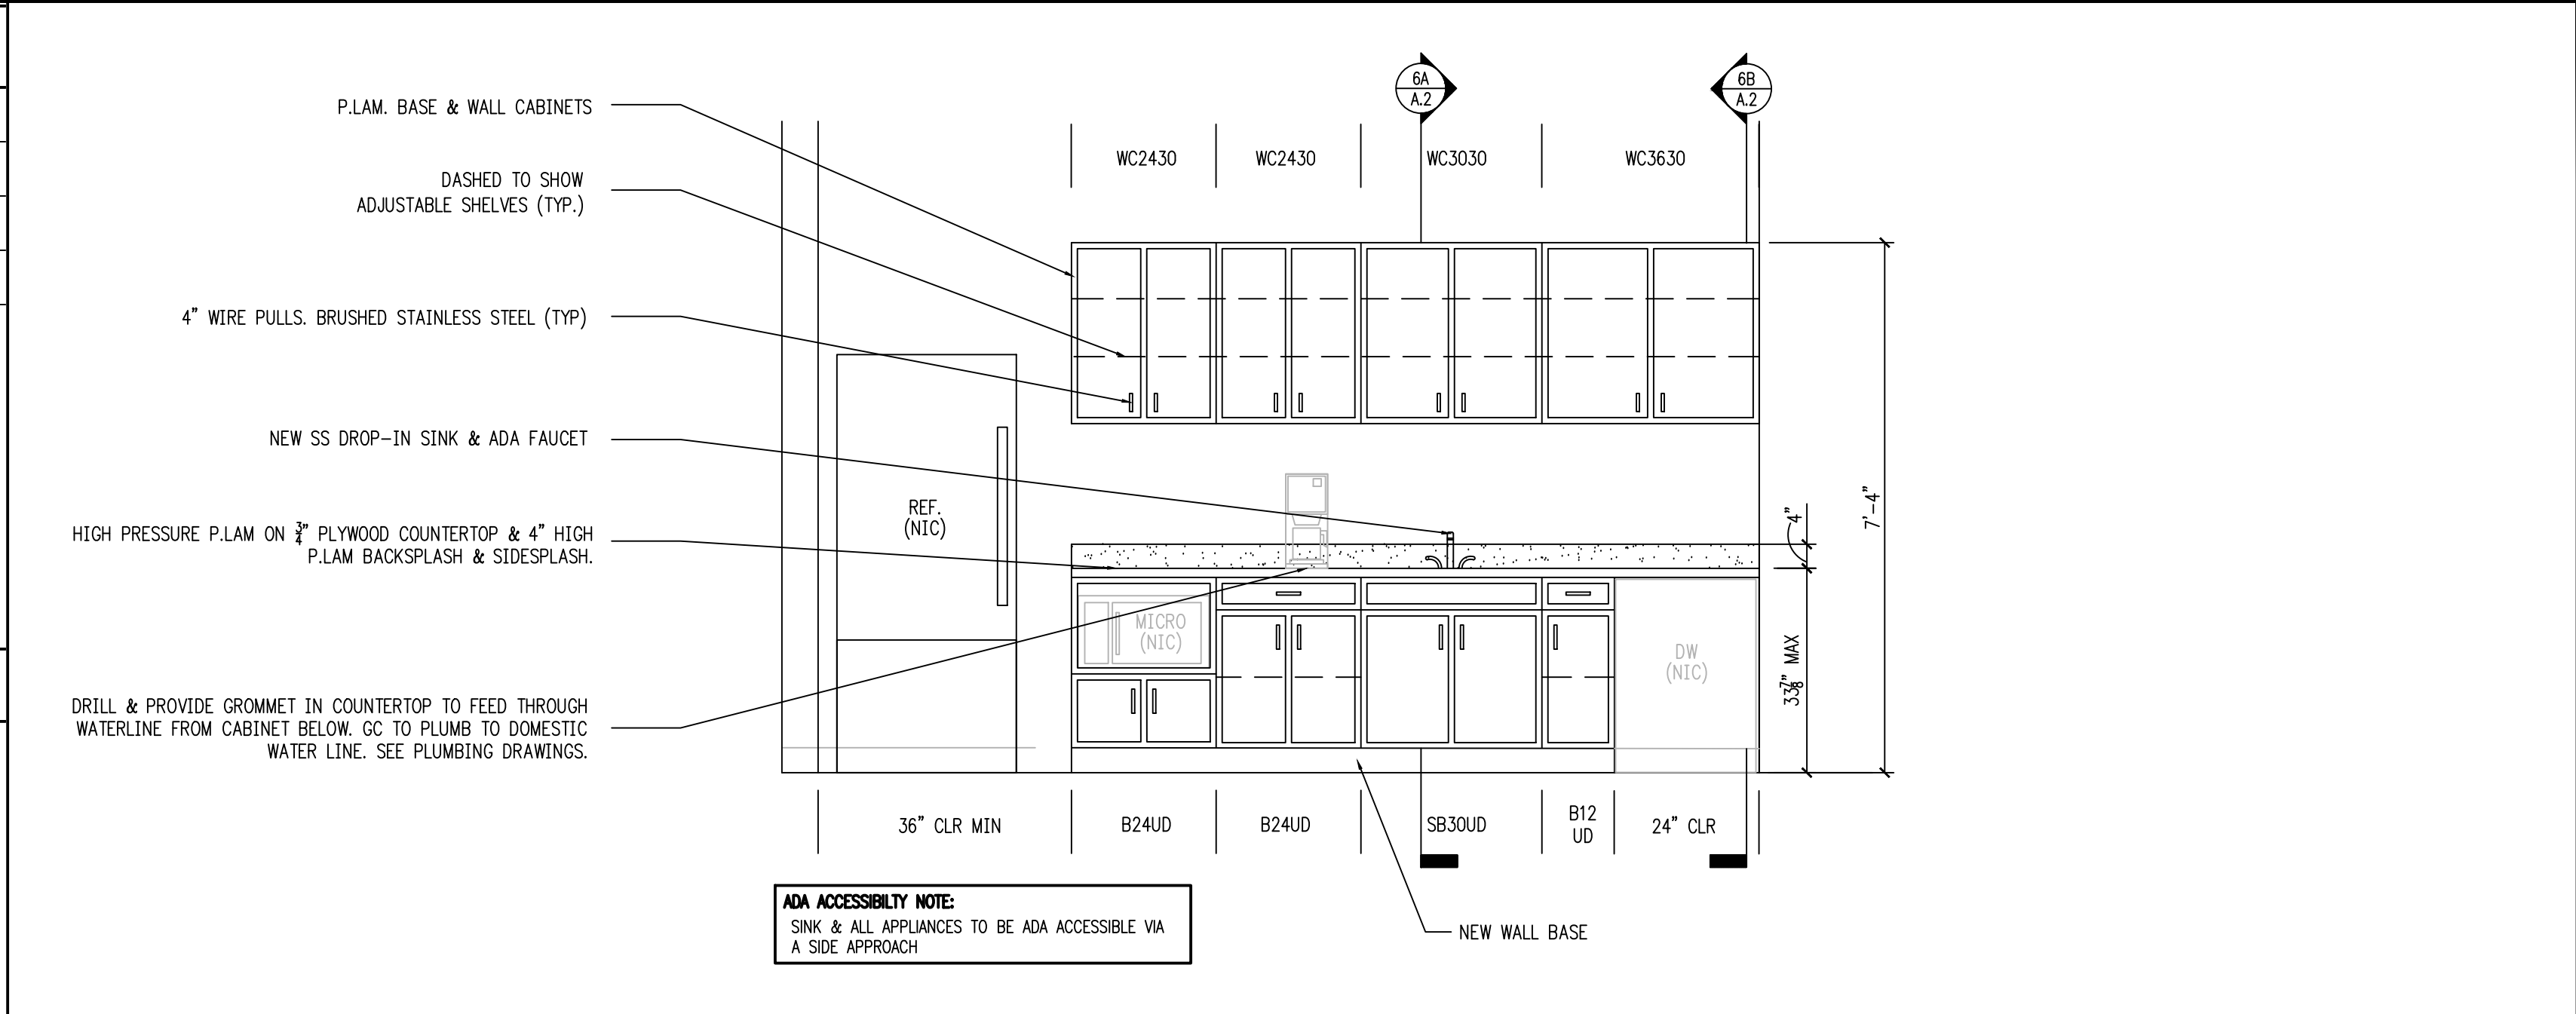 6A
A.2
6B
A.2
P.LAM. BASE & WALL CABINETS
WC2430
WC2430
WC3030
WC3630
DASHED TO SHOW
ADJUSTABLE SHELVES (TYP.)
4" WIRE PULLS. BRUSHED STAINLESS STEEL (TYP)
NEW SS DROP-IN SINK & ADA FAUCET
REF.
(NIC)
HIGH PRESSURE P.LAM ON 3/4" PLYWOOD COUNTERTOP & 4" HIGH
P.LAM BACKSPLASH & SIDESPLASH.
4"
7'-4"
MICRO
(NIC)
DW
(NIC)
33 7/8" MAX
DRILL & PROVIDE GROMMET IN COUNTERTOP TO FEED THROUGH
WATERLINE FROM CABINET BELOW. GC TO PLUMB TO DOMESTIC
WATER LINE. SEE PLUMBING DRAWINGS.
36" CLR MIN
B24UD
B24UD
SB30UD
B12
UD
24" CLR
ADA ACCESSIBILTY NOTE:
SINK & ALL APPLIANCES TO BE ADA ACCESSIBLE VIA
A SIDE APPROACH
NEW WALL BASE